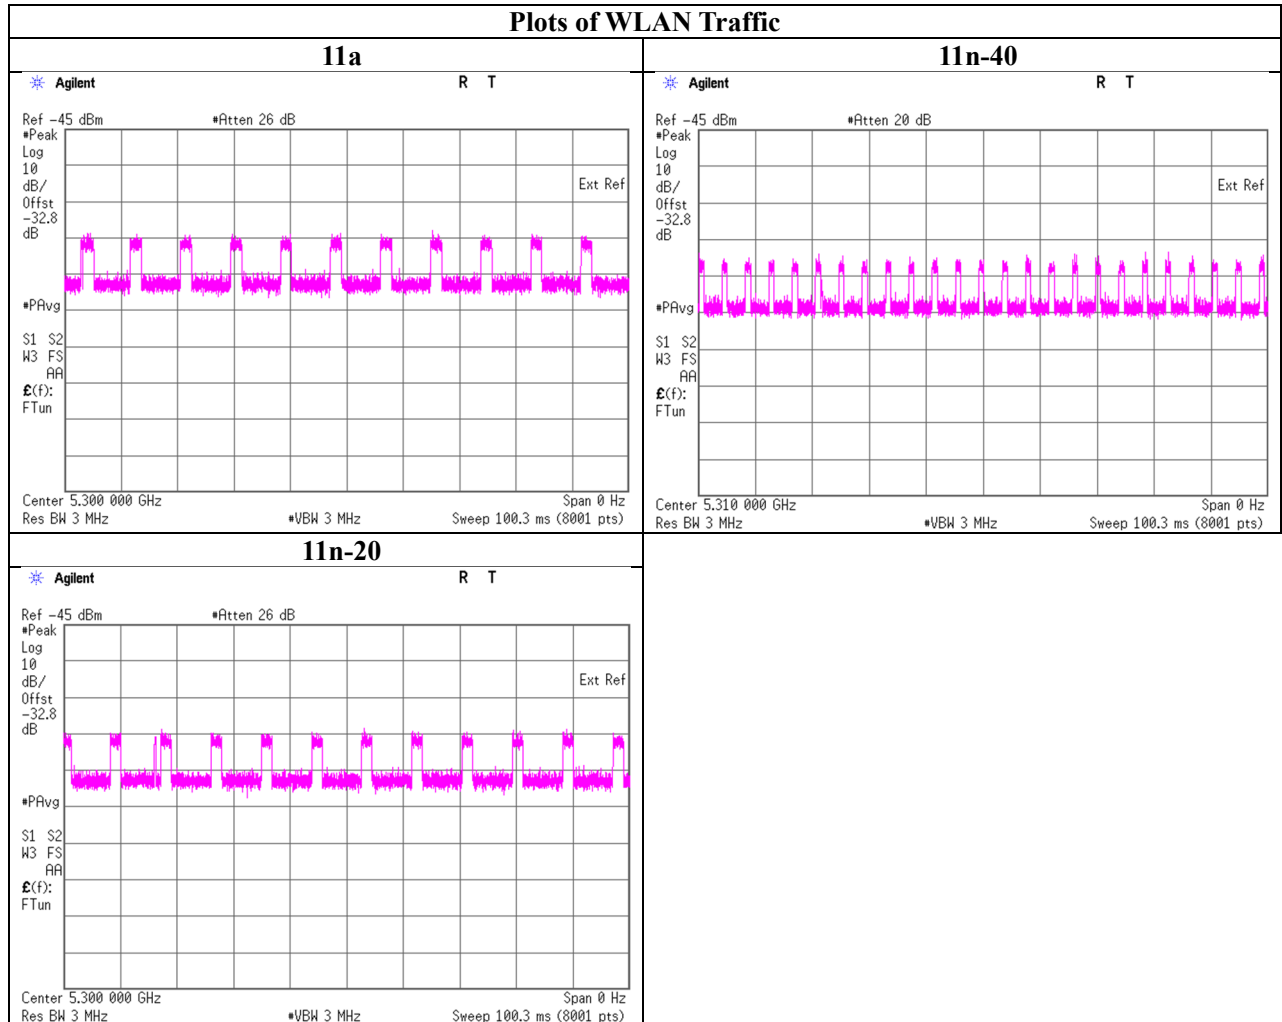 Plots of WLAN Traffic
11a
Agilent R T
Ref -45 dBm #Atten 26 dB
#Peak
Log
10
dB/
Offst
-32.8
dB
Ext Ref
#PAvg
S1 S2
W3 FS
AA
£(f):
FTun
Center 5.300 000 GHz Span 0 Hz
Res BW 3 MHz #VBW 3 MHz Sweep 100.3 ms (8001 pts)
11n-40
Agilent R T
Ref -45 dBm #Atten 20 dB
#Peak
Log
10
dB/
Offst
-32.8
dB
Ext Ref
#PAvg
S1 S2
W3 FS
AA
£(f):
FTun
Center 5.310 000 GHz Span 0 Hz
Res BW 3 MHz #VBW 3 MHz Sweep 100.3 ms (8001 pts)
11n-20
Agilent R T
Ref -45 dBm #Atten 26 dB
#Peak
Log
10
dB/
Offst
-32.8
dB
Ext Ref
#PAvg
S1 S2
W3 FS
AA
£(f):
FTun
Center 5.300 000 GHz Span 0 Hz
Res BW 3 MHz #VBW 3 MHz Sweep 100.3 ms (8001 pts)